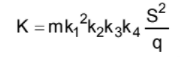 K = mk₁²k₂k₃k₄ S²/q